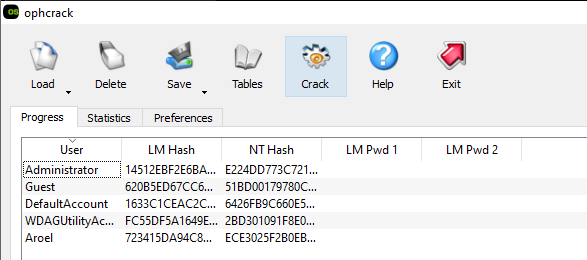 OS ophcrack
Load Delete Save Tables Crack Help Exit
Progress Statistics Preferences
User LM Hash NT Hash LM Pwd 1 LM Pwd 2
Administrator 14512EBF2E6BA... E224DD773C721...
Guest 620B5ED67CC6... 51BD00179780C...
DefaultAccount 1633C1CEAC2C... 6426FB9C660E5...
WDAGUtilityAc... FC55DF5A1649E... 2BD301091F8E0...
Aroel 723415DA94C8... ECE3025F2B0EB...